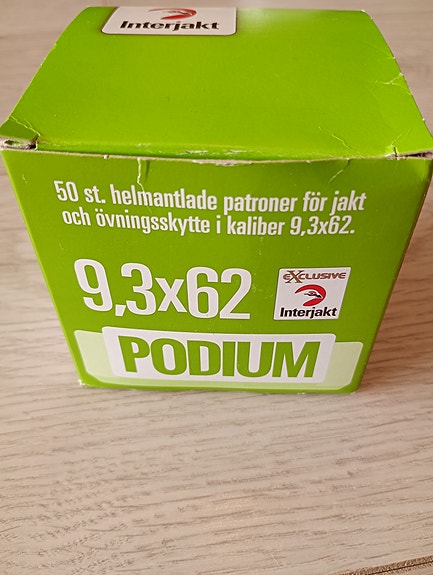 Interjakt
50 st. helmantlade patroner för jakt
och övningsskytte i kaliber 9,3x62.
9,3x62
EXCLUSIVE
Interjakt
PODIUM